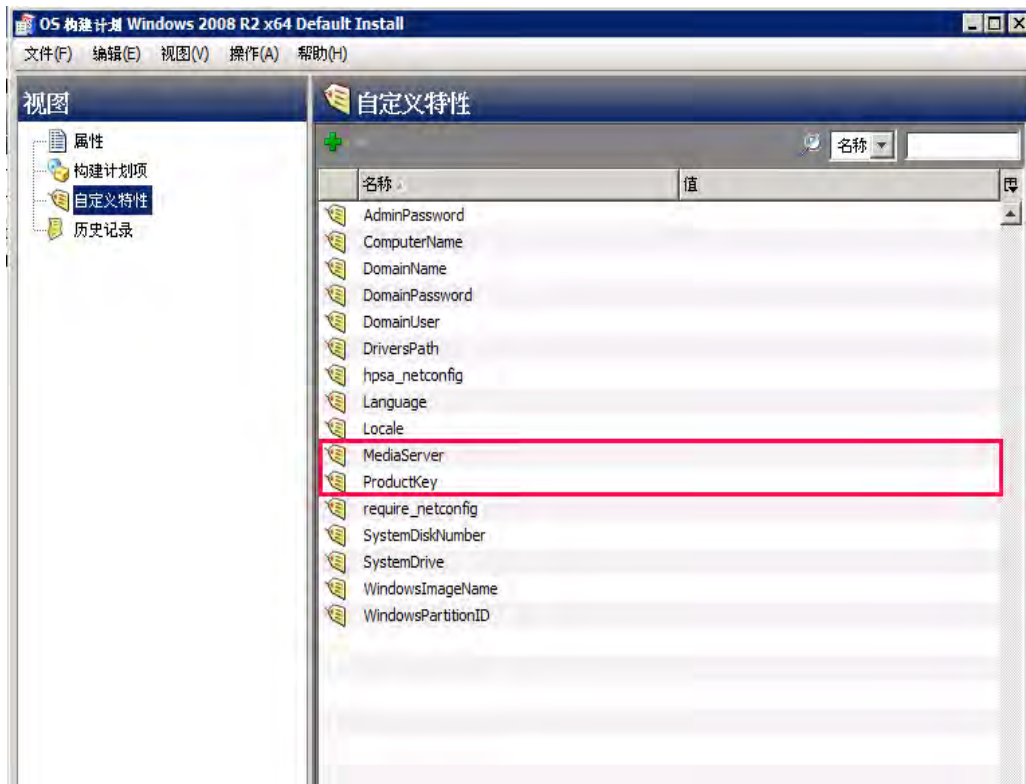 OS 构建计划 Windows 2008 R2 x64 Default Install
文件(F) 编辑(E) 视图(V) 操作(A) 帮助(H)
视图
属性
构建计划项
自定义特性
历史记录
自定义特性
名称
名称 值
AdminPassword
ComputerName
DomainName
DomainPassword
DomainUser
DriversPath
hpsa_netconfig
Language
Locale
MediaServer
ProductKey
require_netconfig
SystemDiskNumber
SystemDrive
WindowsImageName
WindowsPartitionID